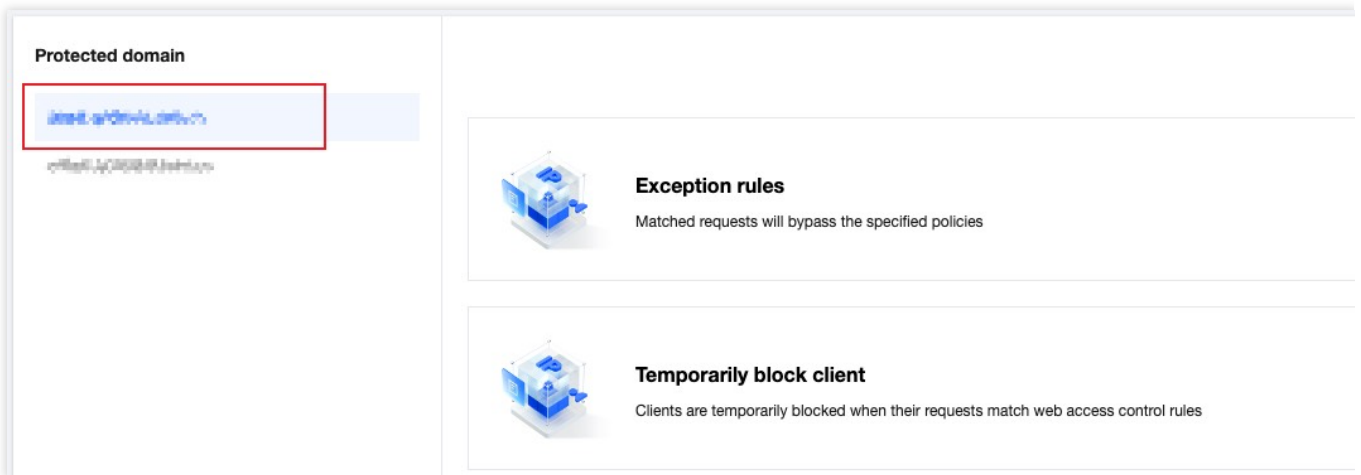 Protected domain
Exception rules
Matched requests will bypass the specified policies
Temporarily block client
Clients are temporarily blocked when their requests match web access control rules